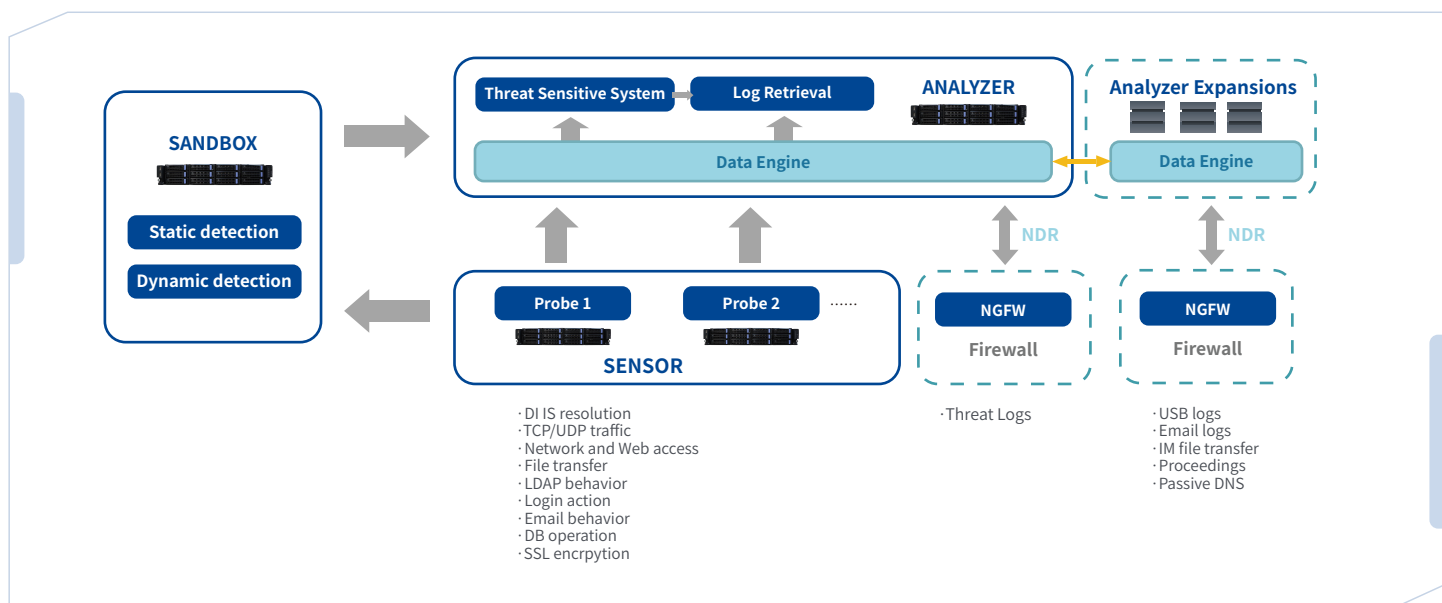 SANDBOX
Static detection
Dynamic detection
Threat Sensitive System
Log Retrieval
ANALYZER
Data Engine
Analyzer Expansions
Data Engine
NDR
NDR
Probe 1
Probe 2
......
SENSOR
NGFW
Firewall
NGFW
Firewall
·DI IS resolution
·TCP/UDP traffic
·Network and Web access
·File transfer
·LDAP behavior
·Login action
·Email behavior
·DB operation
·SSL encrpytion
·Threat Logs
·USB logs
·Email logs
·IM file transfer
·Proceedings
·Passive DNS